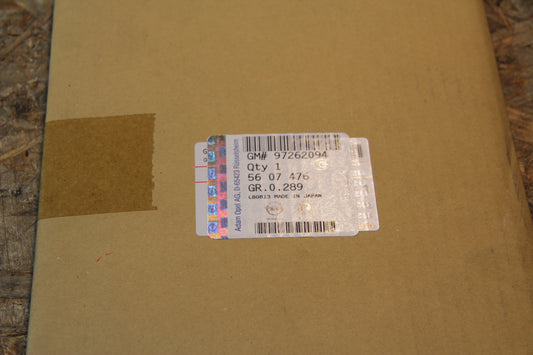 GM# 97262094
Qty 1
56 07 476
GR.0.289
LB0813 MADE IN JAPAN
Adam Opel AG, D-65423 Rüsselsheim